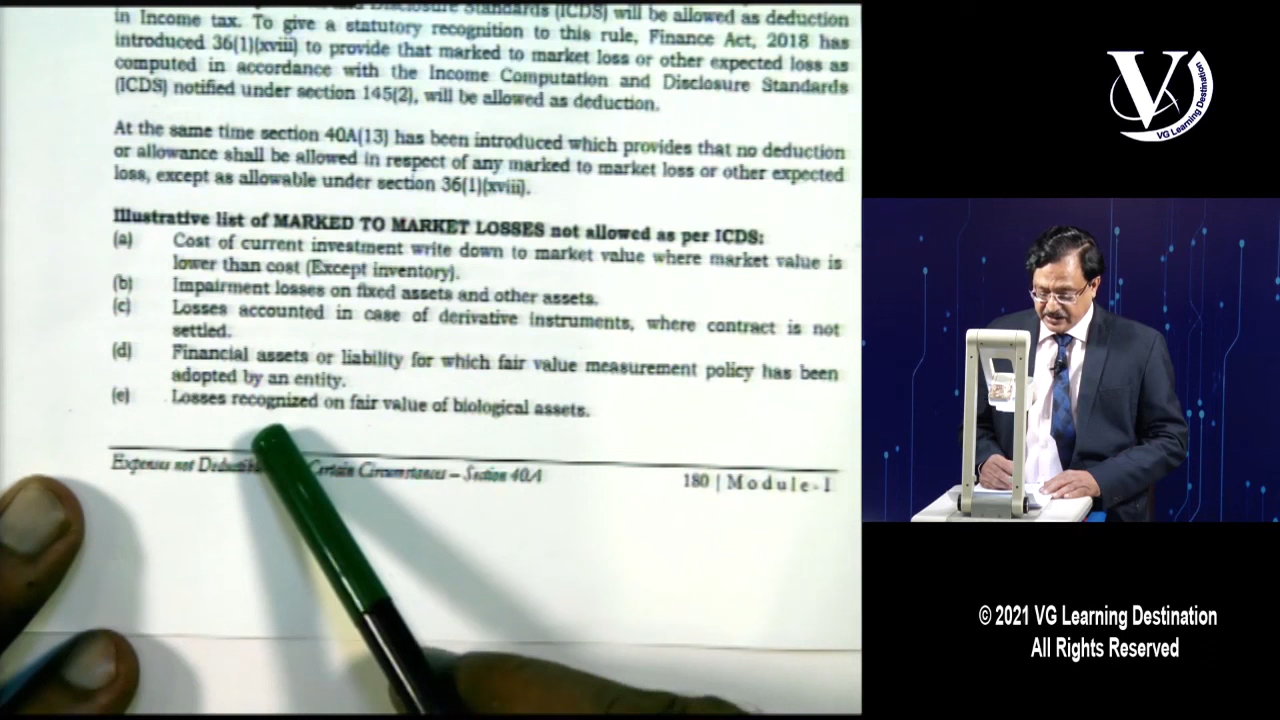 Disclosure Standards (ICDS) will be allowed as deduction
in Income tax. To give a statutory recognition to this rule, Finance Act, 2018 has
introduced 36(1)(xviii) to provide that marked to market loss or other expected loss as
computed in accordance with the Income Computation and Disclosure Standards
(ICDS) notified under section 145(2), will be allowed as deduction.
At the same time section 40A(13) has been introduced which provides that no deduction
or allowance shall be allowed in respect of any marked to market loss or other expected
loss, except as allowable under section 36(1)(xviii).
Illustrative list of MARKED TO MARKET LOSSES not allowed as per ICDS:
(a) Cost of current investment write down to market value where market value is
lower than cost (Except inventory).
(b) Impairment losses on fixed assets and other assets.
(c) Losses accounted in case of derivative instruments, where contract is not
settled.
(d) Financial assets or liability for which fair value measurement policy has been
adopted by an entity.
(e) Losses recognized on fair value of biological assets.
Expenses not Certain Circumstances – Section 40A
180 | Module-1
V
VG Learning Destination
© 2021 VG Learning Destination
All Rights Reserved